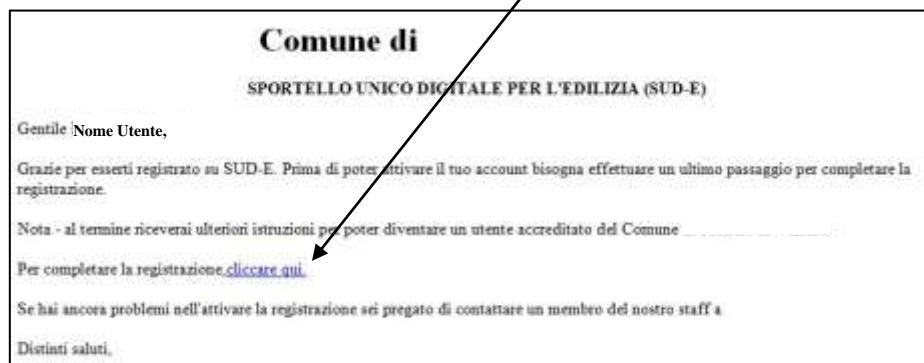 Comune di
SPORTELLO UNICO DIGITALE PER L'EDILIZIA (SUD-E)
Gentile Nome Utente,
Grazie per esserti registrato su SUD-E. Prima di poter attivare il tuo account bisogna effettuare un ultimo passaggio per completare la
registrazione.
Nota - al termine riceverai ulteriori istruzioni per poter diventare un utente accreditato del Comune
Per completare la registrazione,cliccare qui.
Se hai ancora problemi nell'attivare la registrazione sei pregato di contattare un membro del nostro staff a
Distinti saluti,